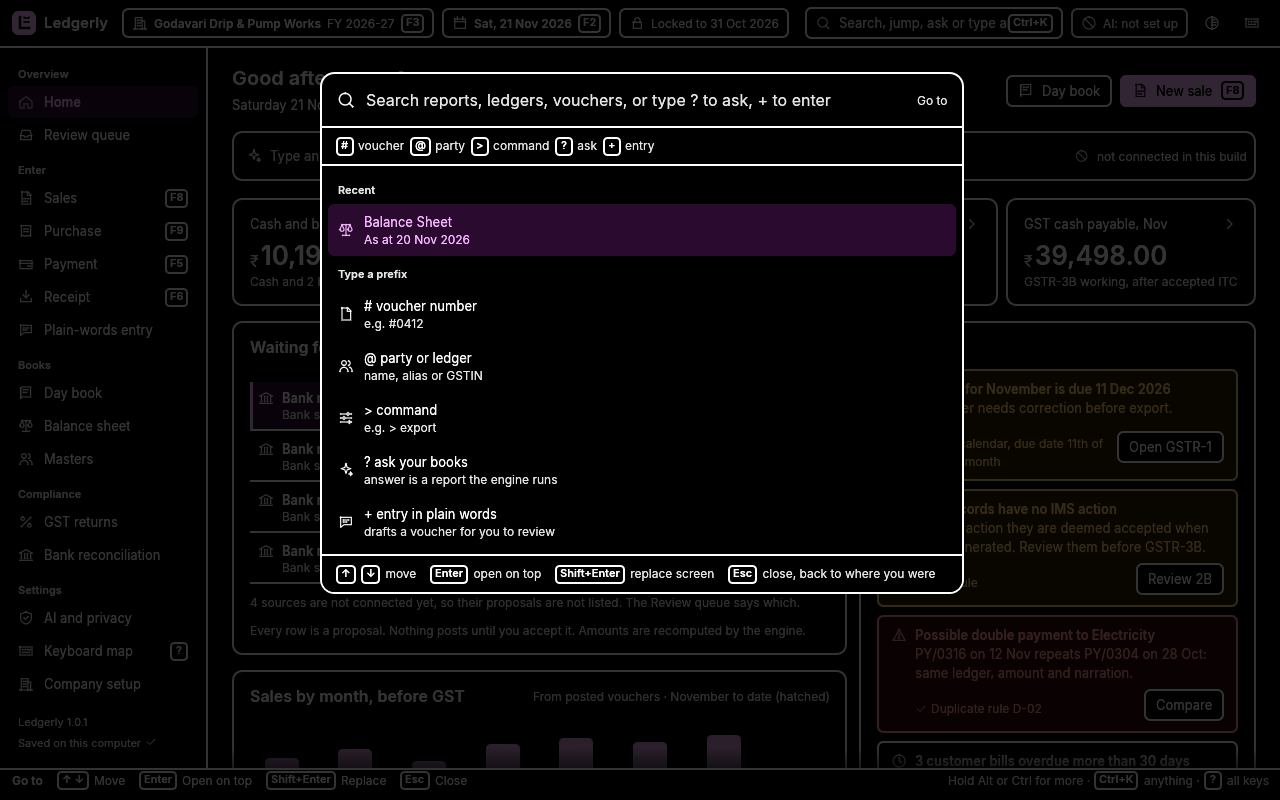 Ledgerly
Godavari Drip & Pump Works FY 2026-27 F3
Sat, 21 Nov 2026 F2
Locked to 31 Oct 2026
Search, jump, ask or type a Ctrl+K
AI: not set up
Overview
Home
Review queue
Enter
Sales F8
Purchase F9
Payment F5
Receipt F6
Plain-words entry
Books
Day book
Balance sheet
Masters
Compliance
GST returns
Bank reconciliation
Settings
AI and privacy
Keyboard map ?
Company setup
Ledgerly 1.0.1
Saved on this computer
Good
Saturday 21
Day book
New sale F8
Type
not connected in this build
Cash and
₹10,19
Cash and 2
GST cash payable, Nov
₹39,498.00
GSTR-3B working, after accepted ITC
Search reports, ledgers, vouchers, or type ? to ask, + to enter
Go to
# voucher @ party > command ? ask + entry
Recent
Balance Sheet
As at 20 Nov 2026
Type a prefix
# voucher number
e.g. #0412
@ party or ledger
name, alias or GSTIN
> command
e.g. > export
? ask your books
answer is a report the engine runs
+ entry in plain words
drafts a voucher for you to review
↑ ↓ move Enter open on top Shift+Enter replace screen Esc close, back to where you were
Waiting
Bank
Bank
Bank
Bank
Bank
Bank
Bank
Bank
4 sources are not connected yet, so their proposals are not listed. The Review queue says which.
Every row is a proposal. Nothing posts until you accept it. Amounts are recomputed by the engine.
Sales by month, before GST
From posted vouchers · November to date (hatched)
for November is due 11 Dec 2026
needs correction before export.
due date 11th of
month
Open GSTR-1
have no IMS action
action they are deemed accepted when
Review them before GSTR-3B.
Review 2B
Possible double payment to Electricity
PY/0316 on 12 Nov repeats PY/0304 on 28 Oct:
same ledger, amount and narration.
Duplicate rule D-02
Compare
3 customer bills overdue more than 30 days
Go to ↑↓ Move Enter Open on top Shift+Enter Replace Esc Close
Hold Alt or Ctrl for more · Ctrl+K anything · ? all keys